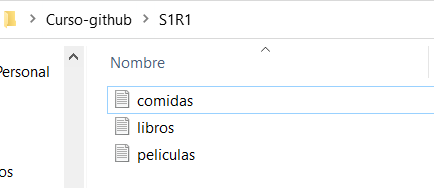 Curso-github > S1R1
Nombre
Personal
comidas
libros
peliculas
os